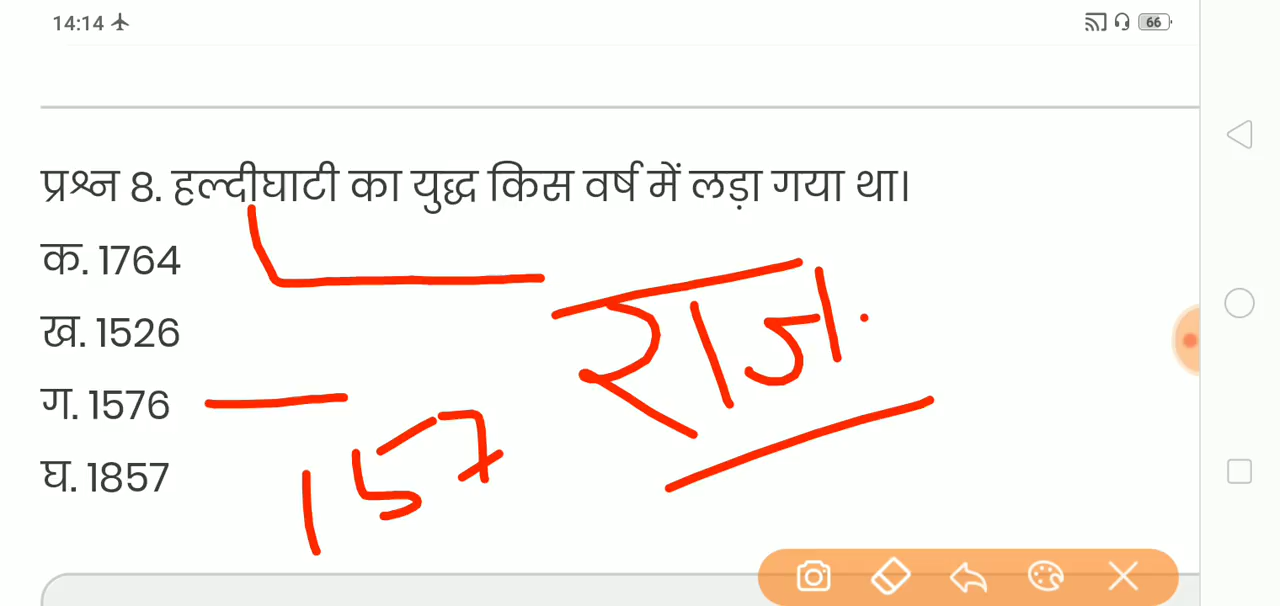 14:14
66
प्रश्न 8. हल्दीघाटी का युद्ध किस वर्ष में लड़ा गया था।
क. 1764
ख. 1526
राज.
ग. 1576
157
घ. 1857